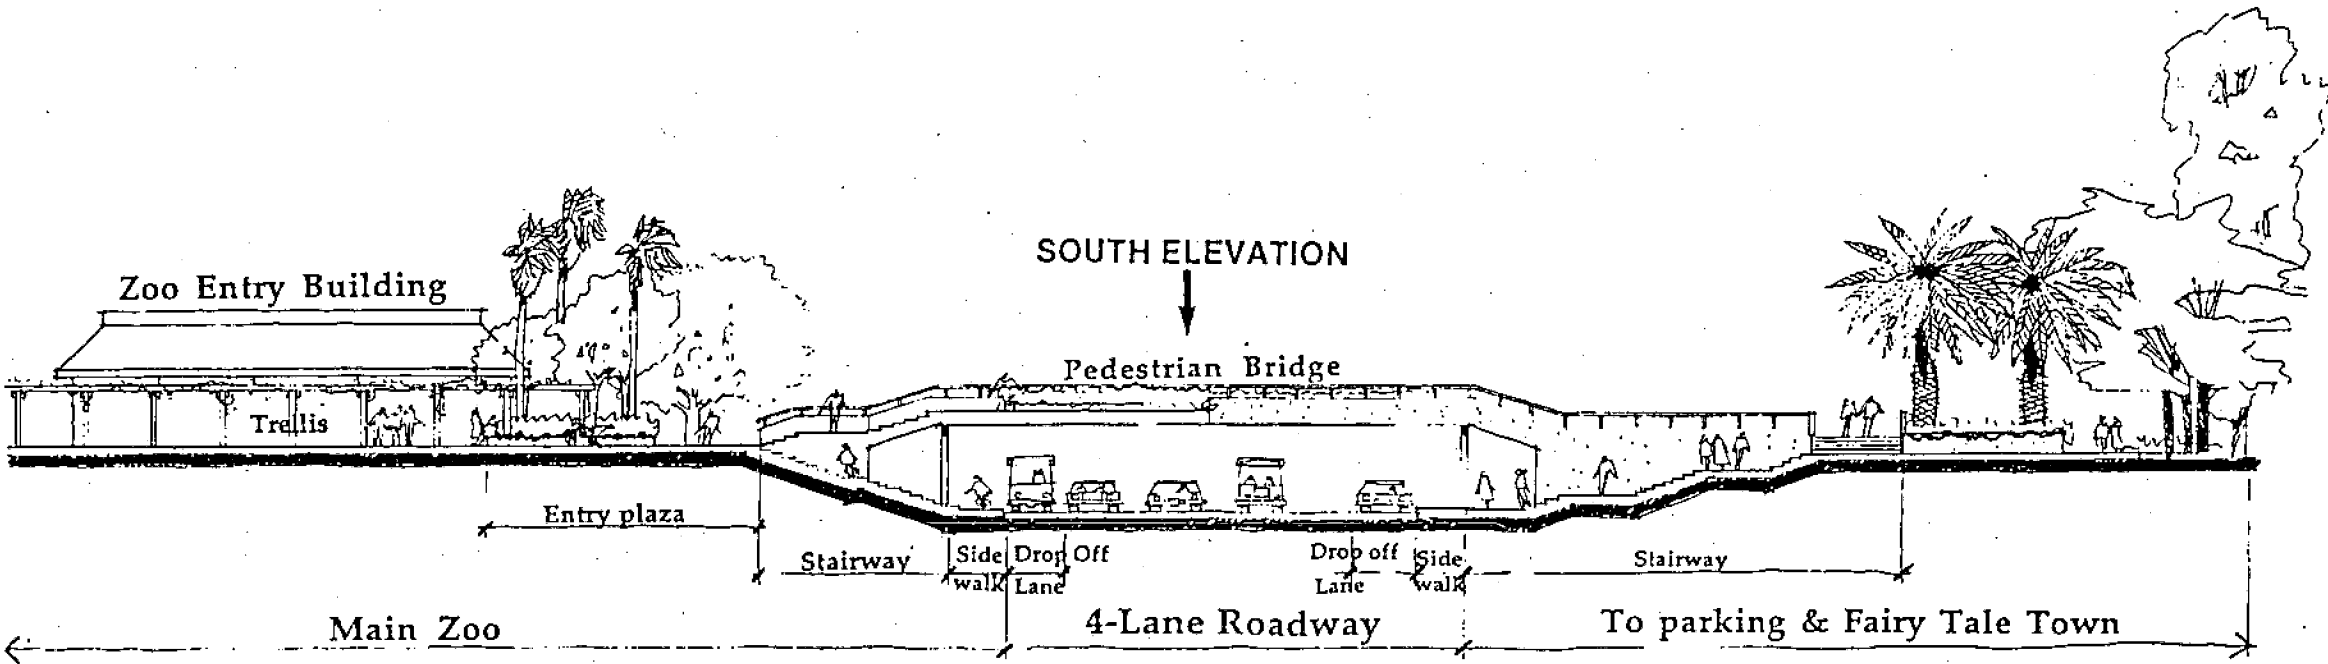 SOUTH ELEVATION
Zoo Entry Building
Pedestrian Bridge
Trellis
Entry plaza
Stairway
Side
walk
Drop Off
Lane
Drop off
Lane
Side
walk
Stairway
Main Zoo
4-Lane Roadway
To parking & Fairy Tale Town